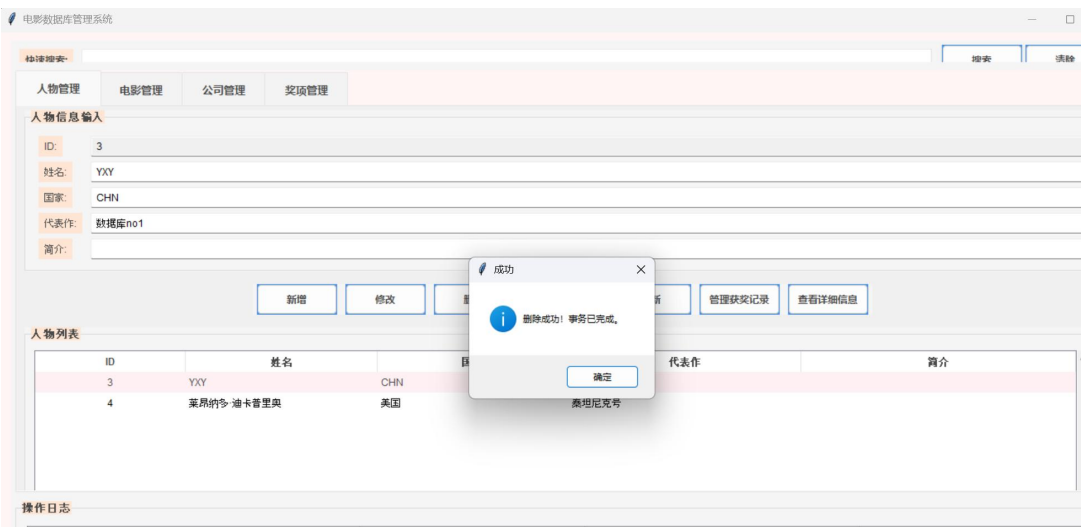 电影数据库管理系统
快速搜索:
搜索 清除
人物管理 电影管理 公司管理 奖项管理
人物信息输入
ID: 3
姓名: YXY
国家: CHN
代表作: 数据库no1
简介:
成功
新增 修改 管理获奖记录 查看详细信息
删除成功！事务已完成。
确定
人物列表
ID 姓名 代表作 简介
3 YXY CHN
4 莱昂纳多·迪卡普里奥 美国 泰坦尼克号
操作日志